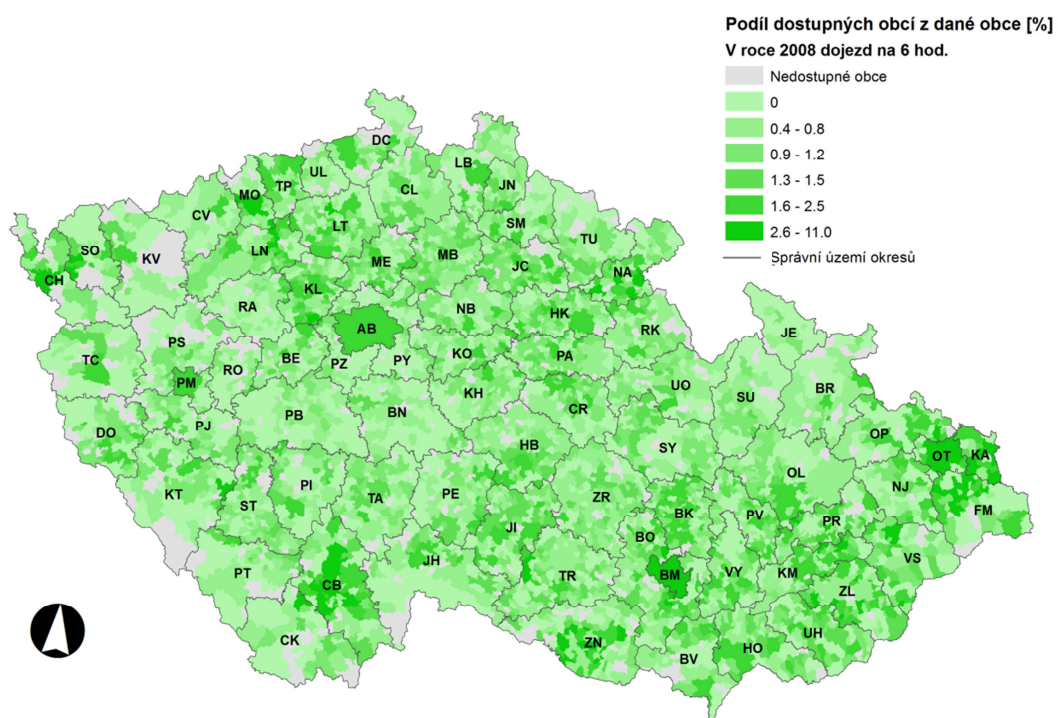 Podíl dostupných obcí z dané obce [%]
V roce 2008 dojezd na 6 hod.
Nedostupné obce
0
0.4 - 0.8
0.9 - 1.2
1.3 - 1.5
1.6 - 2.5
2.6 - 11.0
Správní území okresů
DC
LB
UL
TP
MO
CL
JN
CV
LT
SM
TU
SO
KV
LN
ME
MB
JC
NA
CH
KL
RA
NB
HK
AB
RK
JE
PS
BE
PZ
PY
KO
PA
TC
RO
PM
KH
UO
SU
BR
PB
BN
CR
DO
PJ
HB
SY
OP
OT
KA
OL
KT
PI
TA
PE
ZR
NJ
ST
JI
BK
PV
PR
FM
BO
VS
PT
CB
JH
TR
BM
VY
KM
ZL
CK
ZN
BV
HO
UH